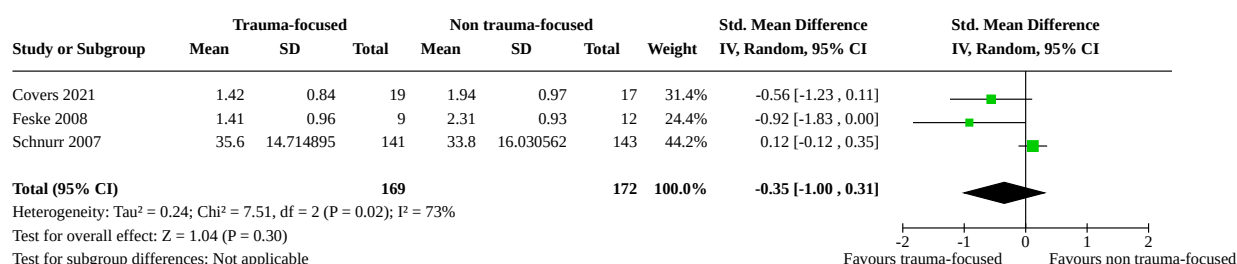 Trauma-focused Non trauma-focused Std. Mean Difference Std. Mean Difference
Study or Subgroup Mean SD Total Mean SD Total Weight IV, Random, 95% CI IV, Random, 95% CI
Covers 2021 1.42 0.84 19 1.94 0.97 17 31.4% -0.56 [-1.23 , 0.11]
Feske 2008 1.41 0.96 9 2.31 0.93 12 24.4% -0.92 [-1.83 , 0.00]
Schnurr 2007 35.6 14.714895 141 33.8 16.030562 143 44.2% 0.12 [-0.12 , 0.35]
Total (95% CI) 169 172 100.0% -0.35 [-1.00 , 0.31]
Heterogeneity: Tau² = 0.24; Chi² = 7.51, df = 2 (P = 0.02); I² = 73%
Test for overall effect: Z = 1.04 (P = 0.30)
-2 -1 0 1 2
Test for subgroup differences: Not applicable Favours trauma-focused Favours non trauma-focused